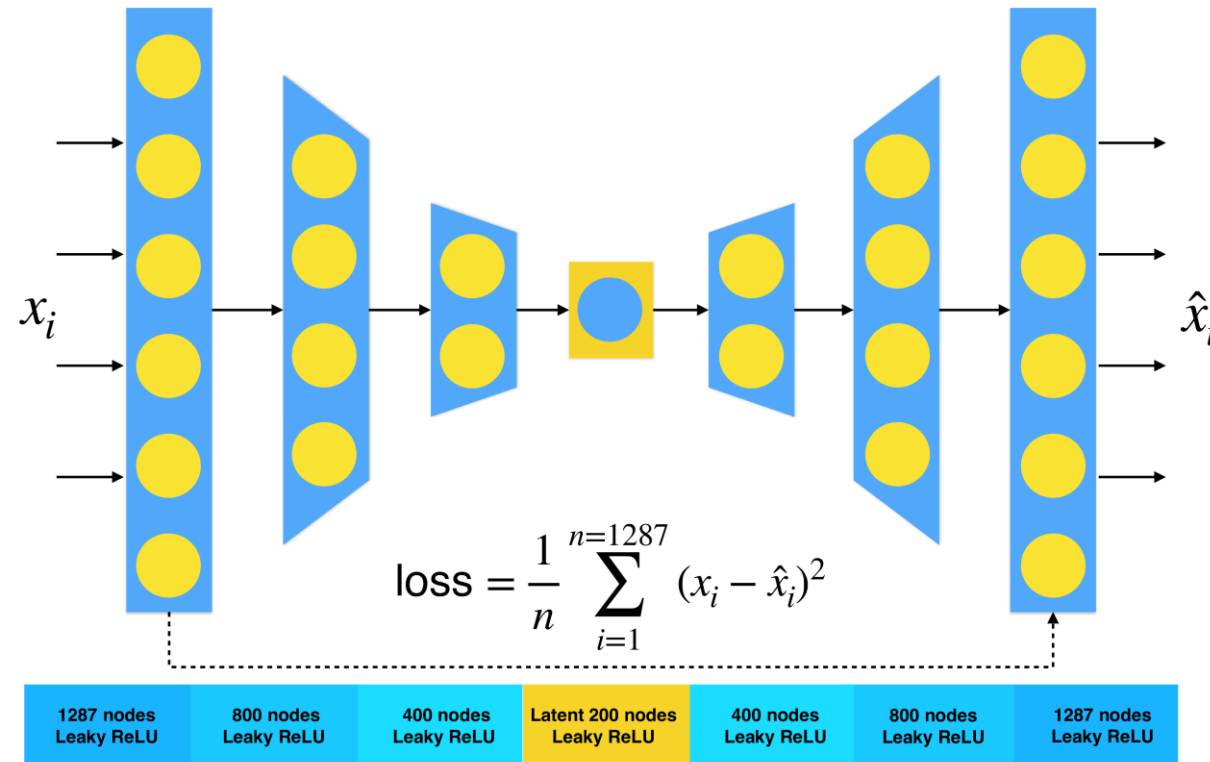 x_i
x̂_i
loss = \frac{1}{n} \sum_{i=1}^{n=1287} (x_i - x̂_i)^2
1287 nodes
Leaky ReLU
800 nodes
Leaky ReLU
400 nodes
Leaky ReLU
Latent 200 nodes
Leaky ReLU
400 nodes
Leaky ReLU
800 nodes
Leaky ReLU
1287 nodes
Leaky ReLU